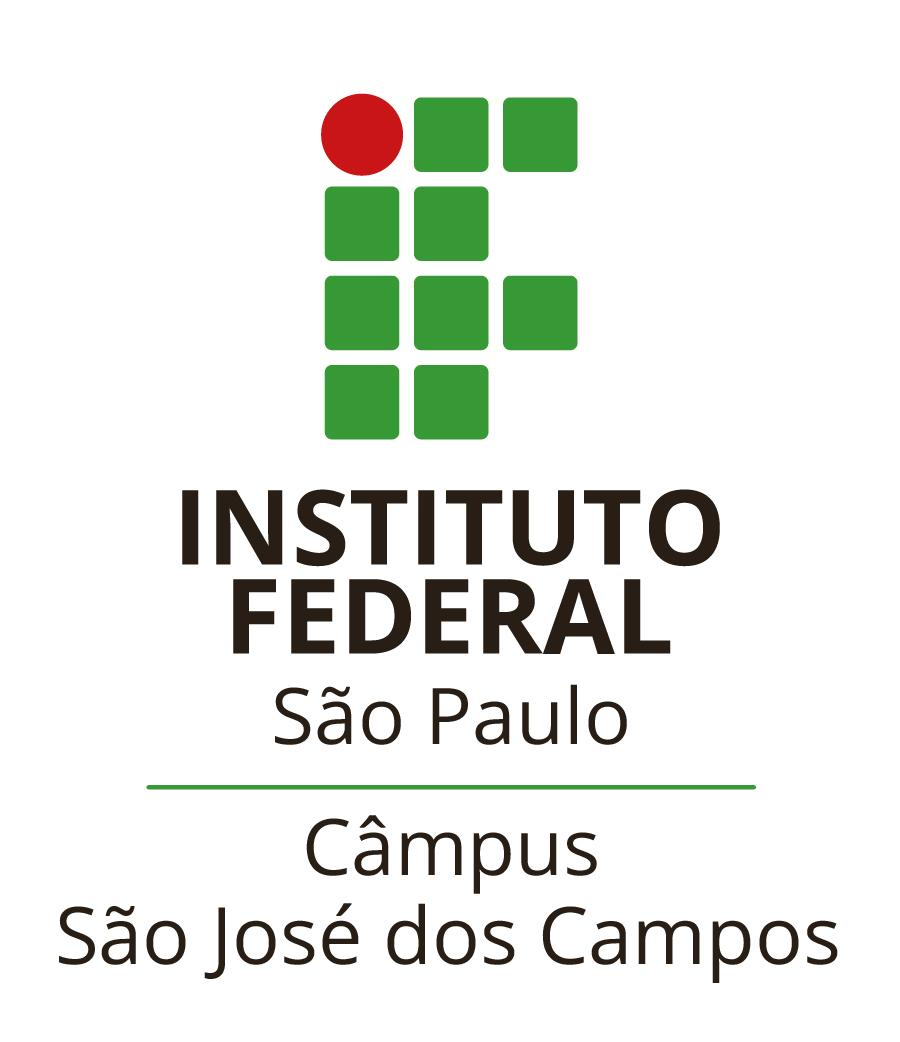 INSTITUTO
FEDERAL
São Paulo
Câmpus
São José dos Campos